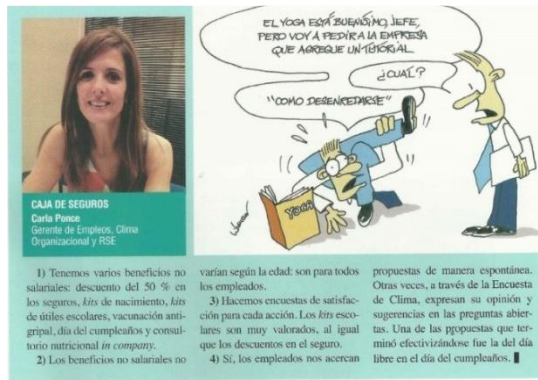 EL YOGA ESTÁ BUENÍSIMO, JEFE,
PERO VOY A PEDIR A LA EMPRESA
QUE AGREGUE UN TUTORIAL
¿CUÁL?
"COMO DESENREDARSE"
YOGA
CAJA DE SEGUROS
Carla Ponce
Gerente de Empleos, Clima
Organizacional y RSE
1) Tenemos varios beneficios no
salariales: descuento del 50 % en
los seguros, kits de nacimiento, kits
de útiles escolares, vacunación anti-
gripal, día del cumpleaños y consul-
torio nutricional in company.
2) Los beneficios no salariales no
varían según la edad: son para todos
los empleados.
3) Hacemos encuestas de satisfac-
ción para cada acción. Los kits esco-
lares son muy valorados, al igual
que los descuentos en el seguro.
4) Sí, los empleados nos acercan
propuestas de manera espontánea.
Otras veces, a través de la Encuesta
de Clima, expresan su opinión y
sugerencias en las preguntas abier-
tas. Una de las propuestas que ter-
minó efectivizándose fue la del día
libre en el día del cumpleaños.